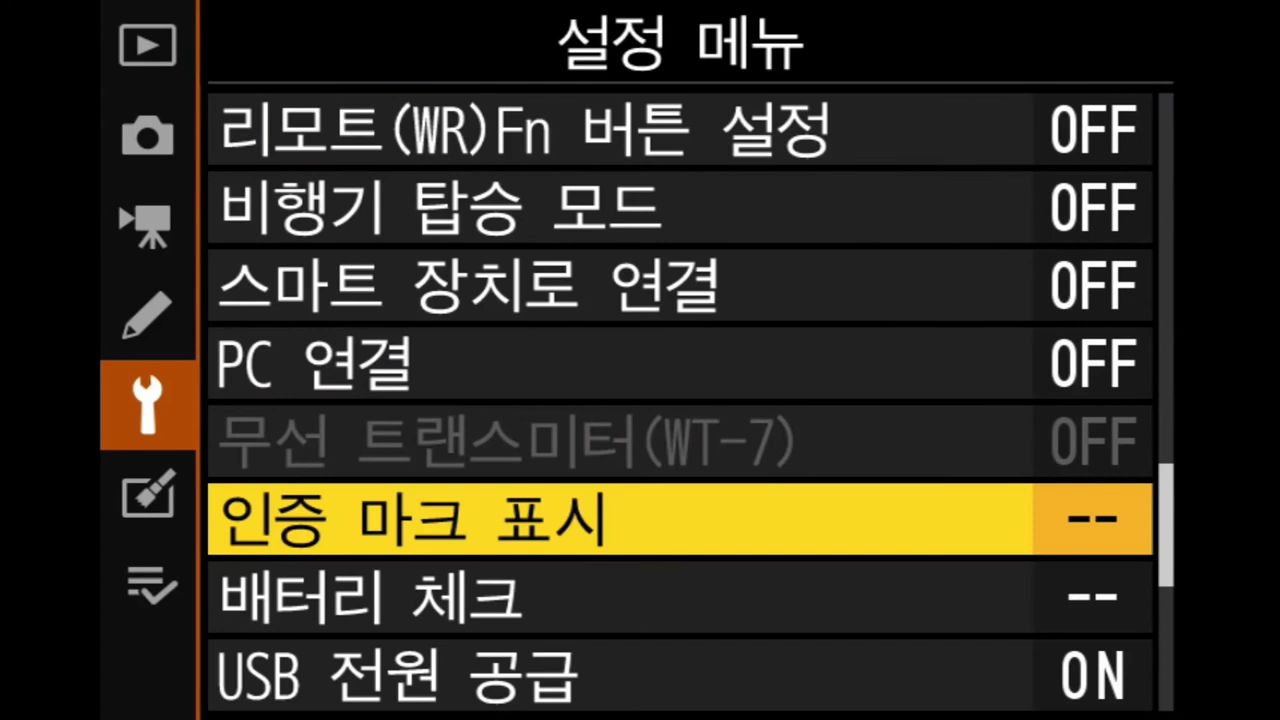 설정 메뉴
리모트(WR)Fn 버튼 설정 OFF
비행기 탑승 모드 OFF
스마트 장치로 연결 OFF
PC 연결 OFF
무선 트랜스미터(WT-7) OFF
인증 마크 표시 --
배터리 체크 --
USB 전원 공급 ON